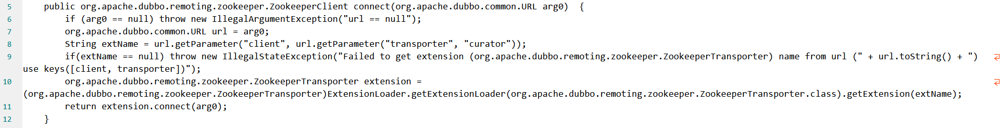 5    public org.apache.dubbo.remoting.zookeeper.ZookeeperClient connect(org.apache.dubbo.common.URL arg0)  {
6        if (arg0 == null) throw new IllegalArgumentException("url == null");
7        org.apache.dubbo.common.URL url = arg0;
8        String extName = url.getParameter("client", url.getParameter("transporter", "curator"));
9        if(extName == null) throw new IllegalStateException("Failed to get extension (org.apache.dubbo.remoting.zookeeper.ZookeeperTransporter) name from url (" + url.toString() + ")
use keys([client, transporter])");
10        org.apache.dubbo.remoting.zookeeper.ZookeeperTransporter extension =
(org.apache.dubbo.remoting.zookeeper.ZookeeperTransporter)ExtensionLoader.getExtensionLoader(org.apache.dubbo.remoting.zookeeper.ZookeeperTransporter.class).getExtension(extName);
11        return extension.connect(arg0);
12    }